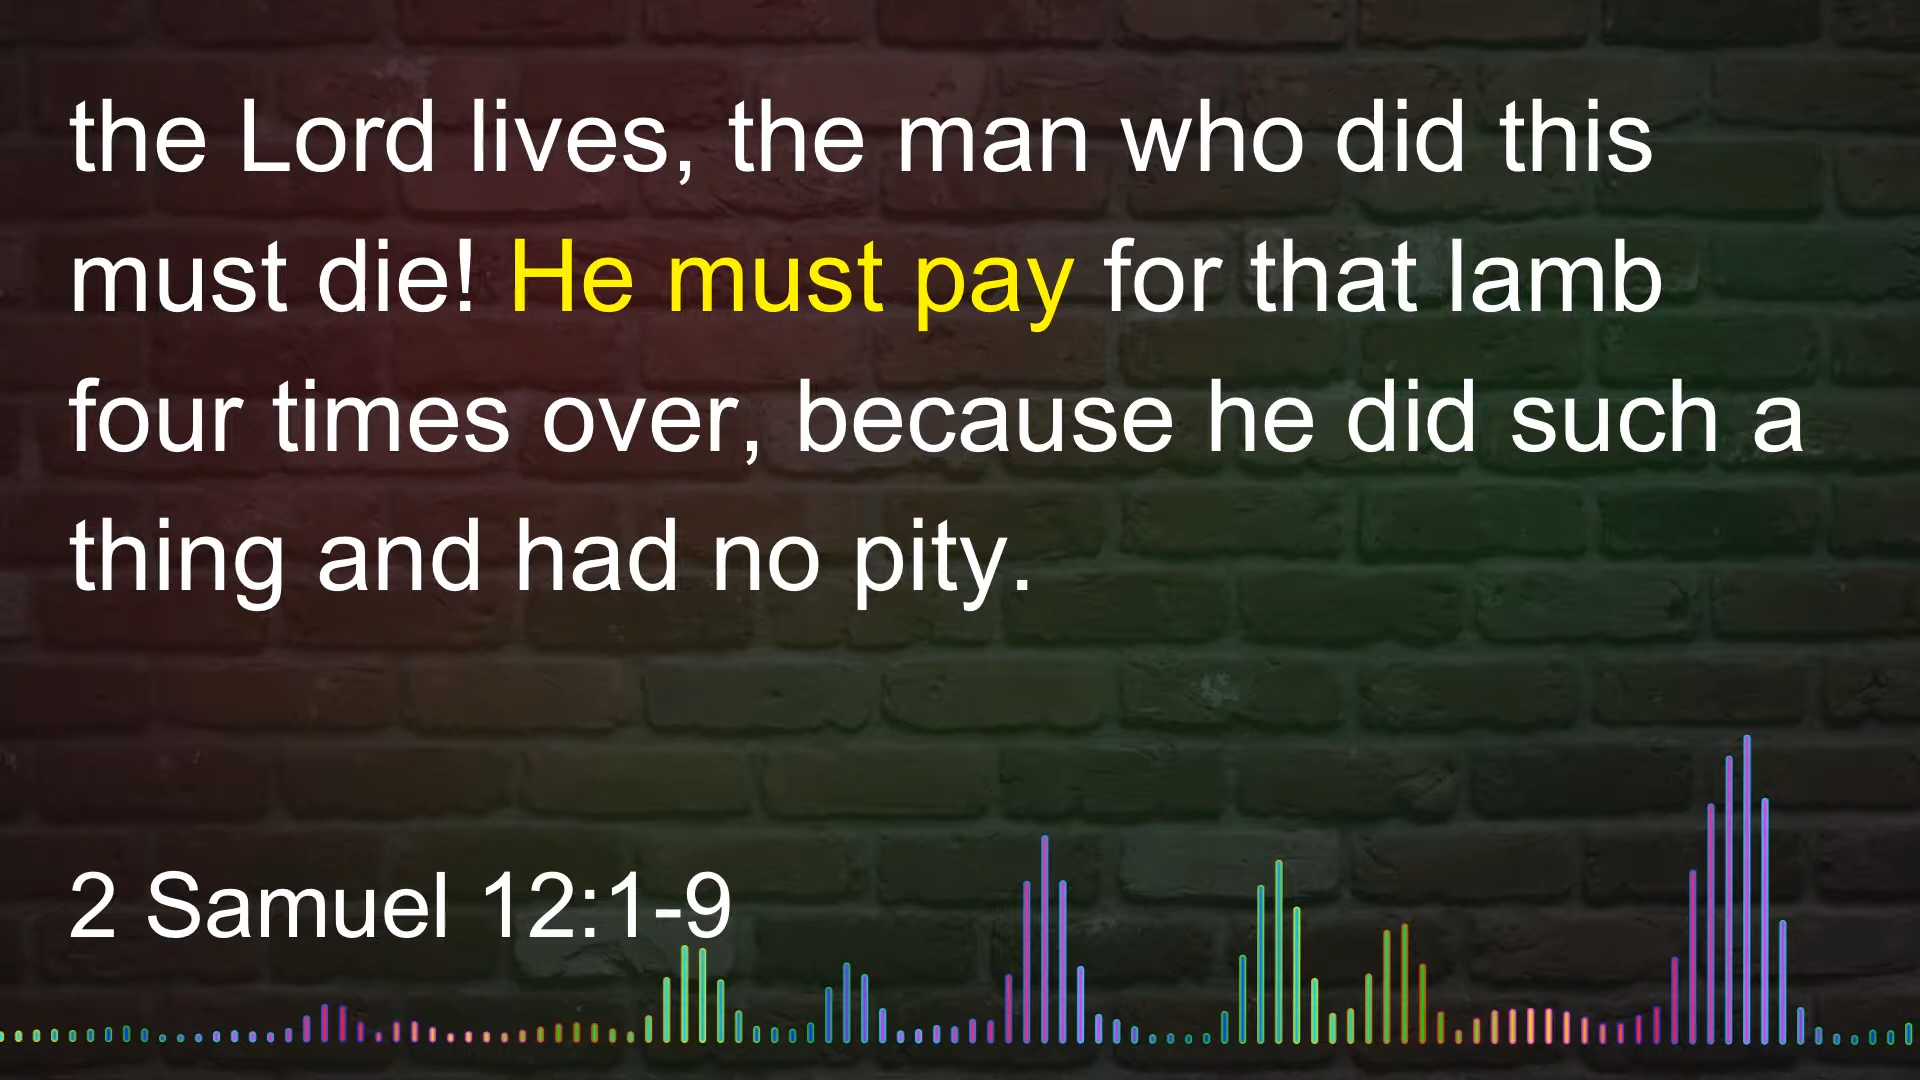 the Lord lives, the man who did this
must die! He must pay for that lamb
four times over, because he did such a
thing and had no pity.
2 Samuel 12:1-9